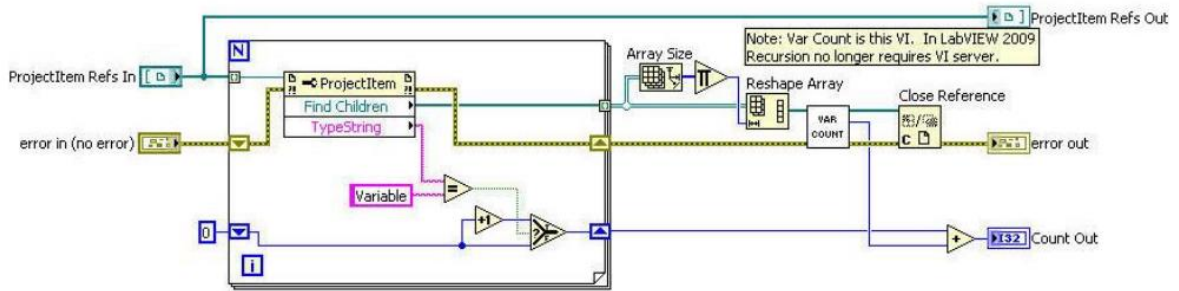 ProjectItem Refs Out
Note: Var Count is this VI. In LabVIEW 2009
Recursion no longer requires VI server.
N
Array Size
ProjectItem Refs In
ProjectItem
Reshape Array
Find Children
Close Reference
TypeString
VAR
COUNT
C
error in (no error)
error out
Variable
=
+1
?
T
F
0
+
I32
Count Out
i